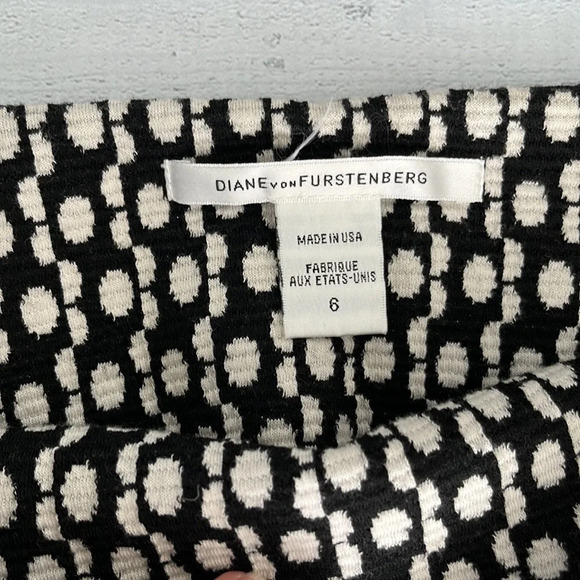 DIANE VON FURSTENBERG
MADE IN USA
FABRIQUE
AUX ETATS-UNIS
6